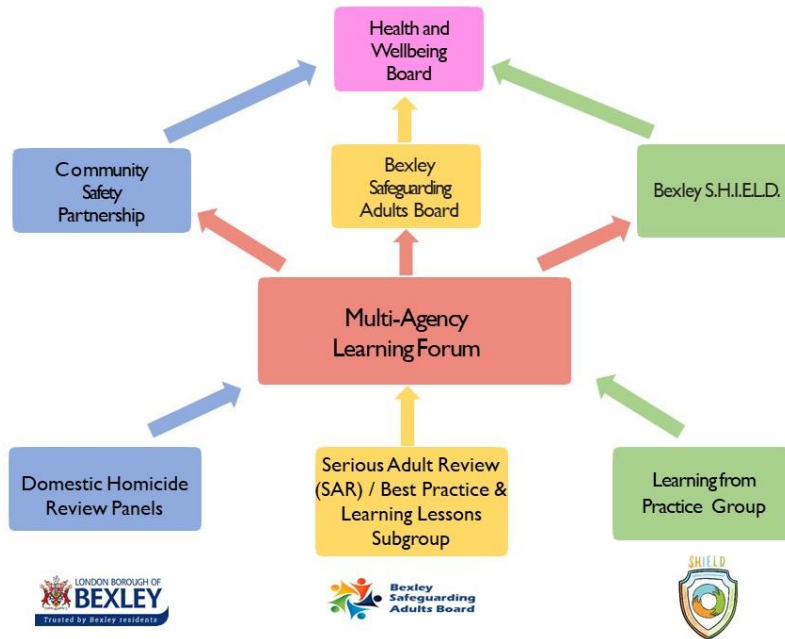 Health and
Wellbeing
Board
Community
Safety
Partnership
Bexley
Safeguarding
Adults Board
Bexley S.H.I.E.L.D.
Multi-Agency
Learning Forum
Domestic Homicide
Review Panels
Serious Adult Review
(SAR) / Best Practice &
Learning Lessons
Subgroup
Learning from
Practice Group
LONDON BOROUGH OF
BEXLEY
Trusted by Bexley residents
Bexley
Safeguarding
Adults Board
SHIELD